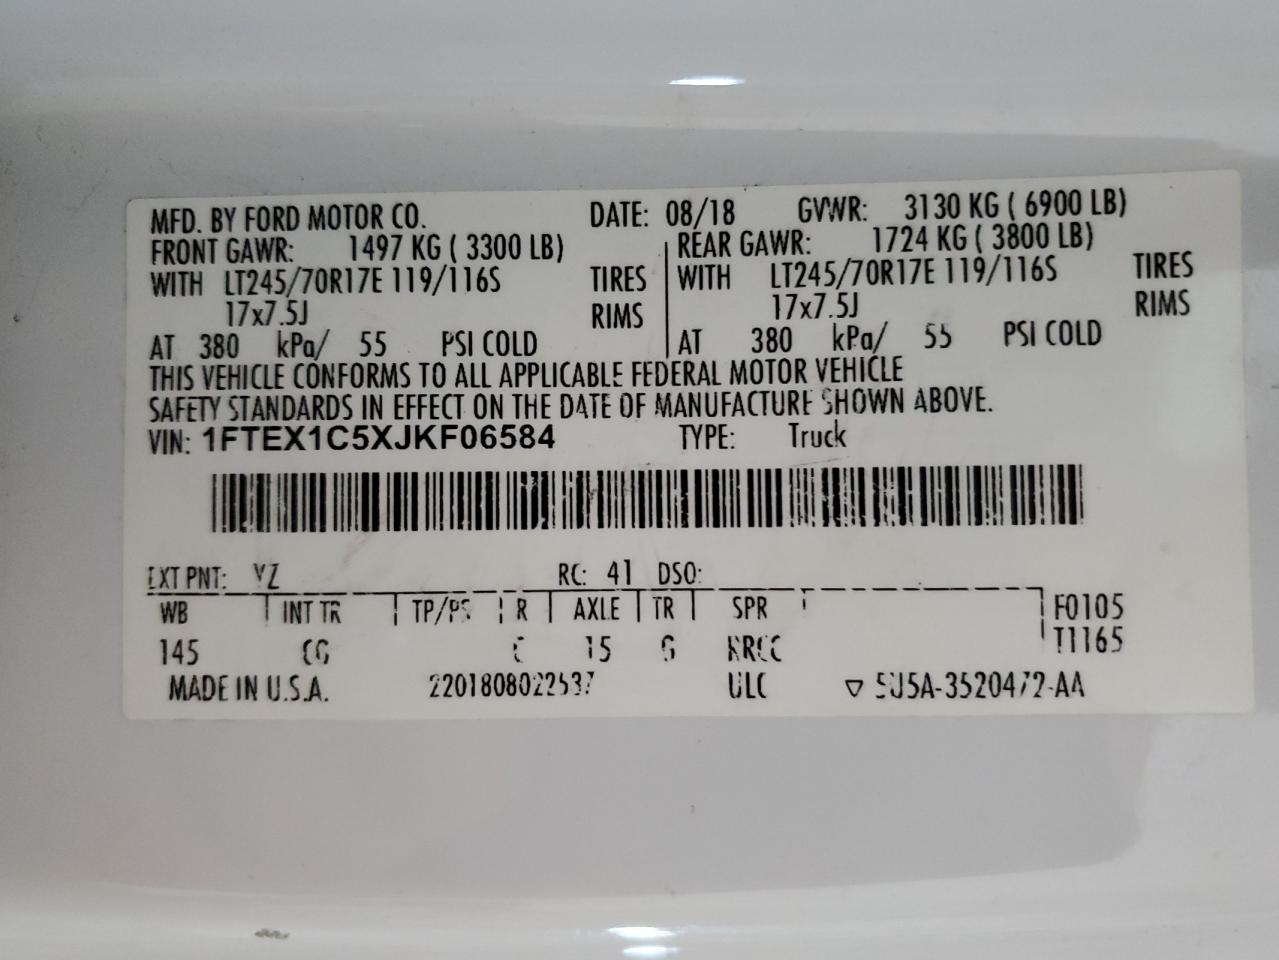 MFD. BY FORD MOTOR CO. DATE: 08/18 GVWR: 3130 KG ( 6900 LB)
FRONT GAWR: 1497 KG ( 3300 LB) REAR GAWR: 1724 KG ( 3800 LB)
WITH LT245/70R17E 119/116S TIRES WITH LT245/70R17E 119/116S TIRES
17x7.5J RIMS 17x7.5J RIMS
AT 380 kPa/ 55 PSI COLD AT 380 kPa/ 55 PSI COLD
THIS VEHICLE CONFORMS TO ALL APPLICABLE FEDERAL MOTOR VEHICLE
SAFETY STANDARDS IN EFFECT ON THE DATE OF MANUFACTURE SHOWN ABOVE.
VIN: 1FTEX1C5XJKF06584 TYPE: Truck
EXT PNT: YZ RC: 41 DSO:
WB INT TR TP/PS R AXLE TR SPR F0105
145 15 T1165
MADE IN U.S.A. 2201808022537 ULC ▽ 5U5A-3520472-AA